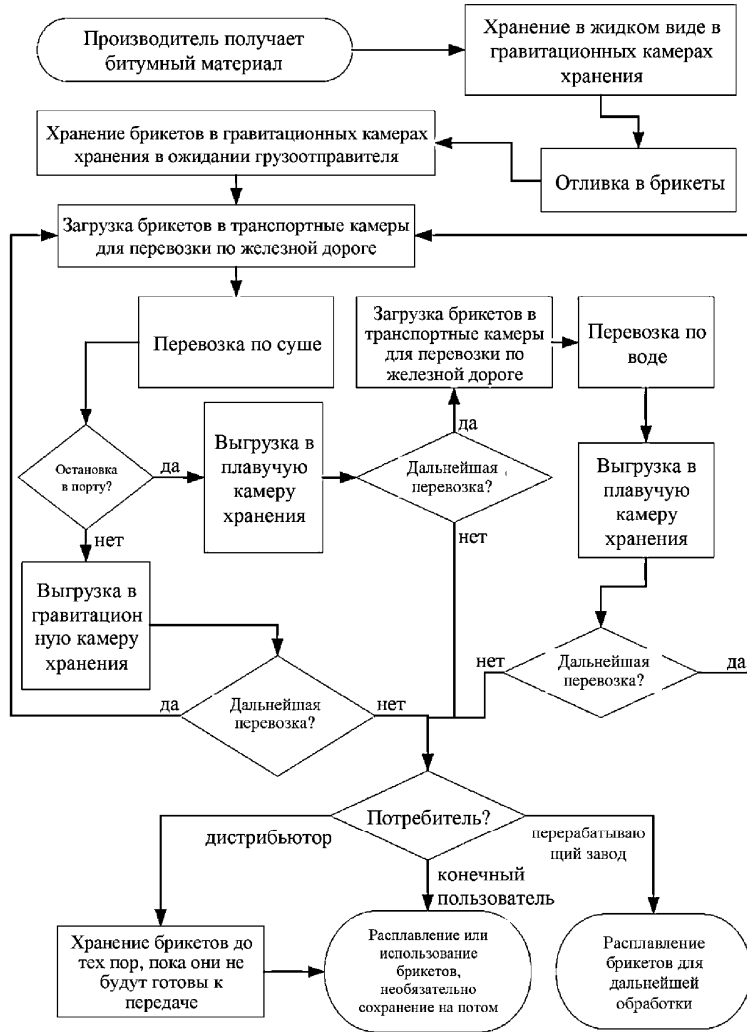 Производитель получает
битумный материал
Хранение в жидком виде в
гравитационных камерах
хранения
Хранение брикетов в гравитационных камерах
хранения в ожидании грузоотправителя
Отливка в брикеты
Загрузка брикетов в транспортные камеры
для перевозки по железной дороге
Перевозка по суше
Загрузка брикетов в
транспортные камеры
для перевозки по
железной дороге
Перевозка по
воде
Остановка
в порту?
да
Выгрузка в
плавучую
камеру
хранения
Дальнейшая
перевозка?
да
нет
Выгрузка в
плавучую
камеру
хранения
нет
Выгрузка в
гравитацион
ную камеру
хранения
да
Дальнейшая
перевозка?
нет
нет
Дальнейшая
перевозка?
да
Потребитель?
дистрибьютор
конечный
пользователь
перерабатываю
щий завод
Хранение брикетов до
тех пор, пока они не
будут готовы к
передаче
Расплавление или
использование
брикетов,
необязательно
сохранение на потом
Расплавление
брикетов для
дальнейшей
обработки